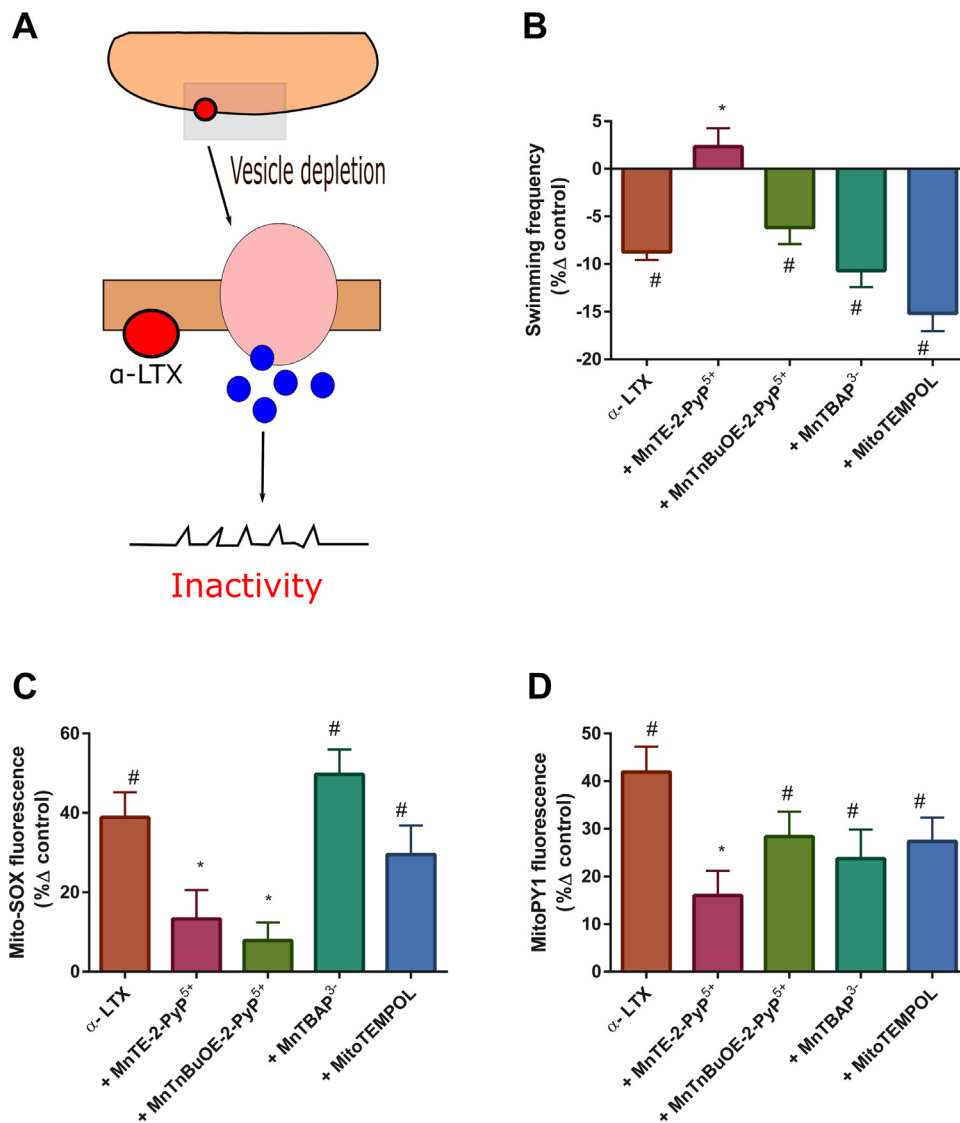 A
Vesicle depletion
α-LTX
Inactivity
B
Swimming frequency
(%Δ control)
5
0
-5
-10
-15
-20
*
#
#
#
#
α- LTX
+ MnTE-2-PyP5+
+ MnTnBuOE-2-PyP5+
+ MnTBAP3-
+ MitoTEMPOL
C
Mito-SOX fluorescence
(%Δ control)
60
40
20
0
#
*
*
#
#
α- LTX
+ MnTE-2-PyP5+
+ MnTnBuOE-2-PyP5+
+ MnTBAP3-
+ MitoTEMPOL
D
MitoPY1 fluorescence
(%Δ control)
50
40
30
20
10
0
#
*
#
#
#
α- LTX
+ MnTE-2-PyP5+
+ MnTnBuOE-2-PyP5+
+ MnTBAP3-
+ MitoTEMPOL